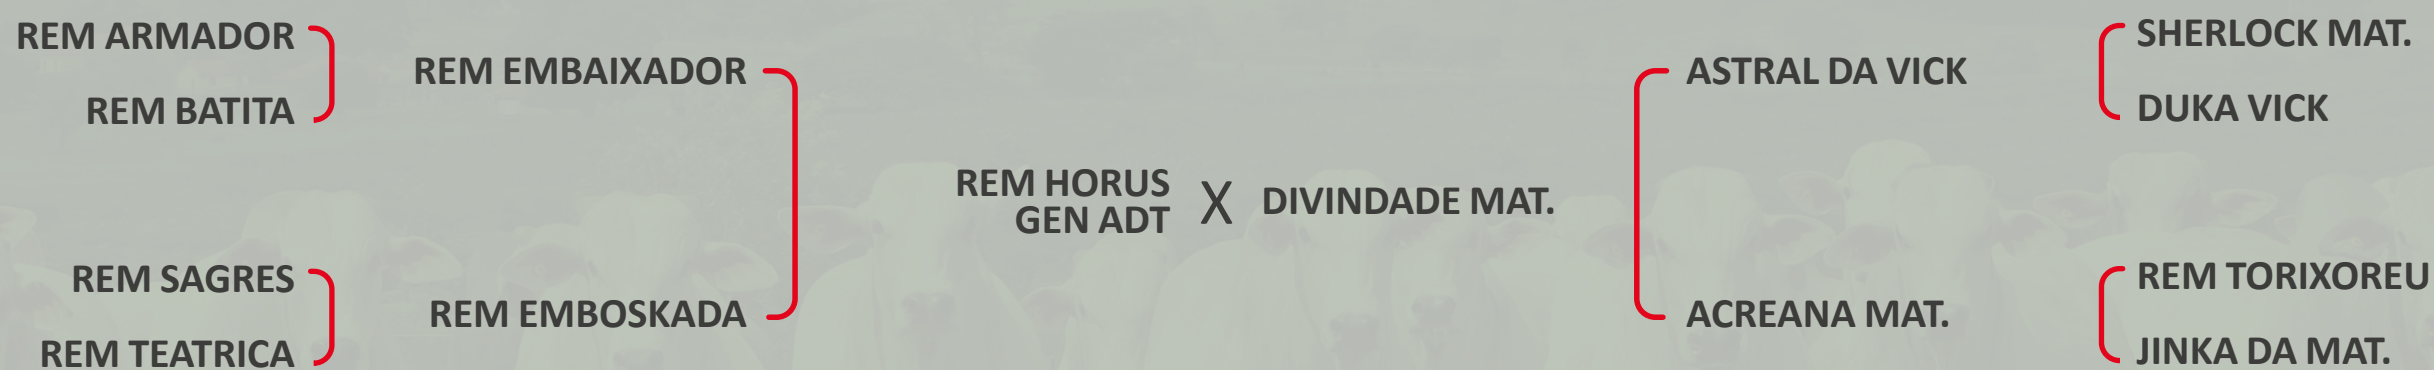 REM ARMADOR
REM BATITA
REM EMBAIXADOR
REM SAGRES
REM TEATRICA
REM EMBOSKADA
REM HORUS
GEN ADT
X
DIVINDADE MAT.
ASTRAL DA VICK
SHERLOCK MAT.
DUKA VICK
ACREANA MAT.
REM TORIXOREU
JINKA DA MAT.